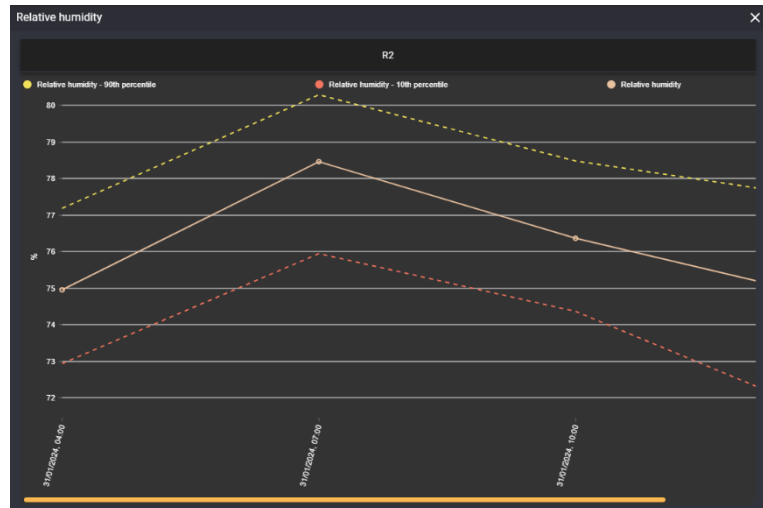 Relative humidity
R2
Relative humidity - 90th percentile
Relative humidity - 10th percentile
Relative humidity
80
79
78
77
76
75
74
73
72
%
31/01/2024, 04:00
31/01/2024, 07:00
31/01/2024, 10:00